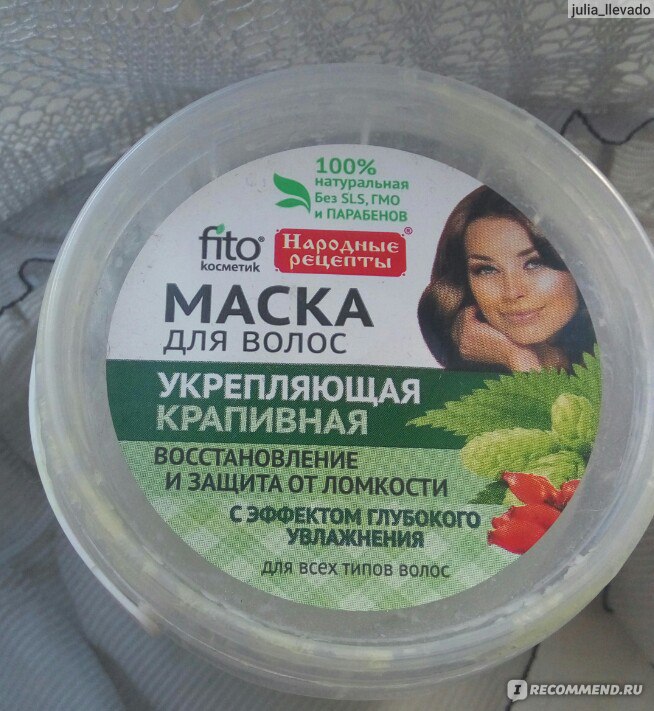 julia_llevado
100%
натуральная
Без SLS, ГМО
и ПАРАБЕНОВ
fito®
косметик
Народные
рецепты ®
МАСКА
ДЛЯ ВОЛОС
УКРЕПЛЯЮЩАЯ
КРАПИВНАЯ
ВОССТАНОВЛЕНИЕ
И ЗАЩИТА ОТ ЛОМКОСТИ
С ЭФФЕКТОМ ГЛУБОКОГО
УВЛАЖНЕНИЯ
для всех типов волос
IRECOMMEND.RU